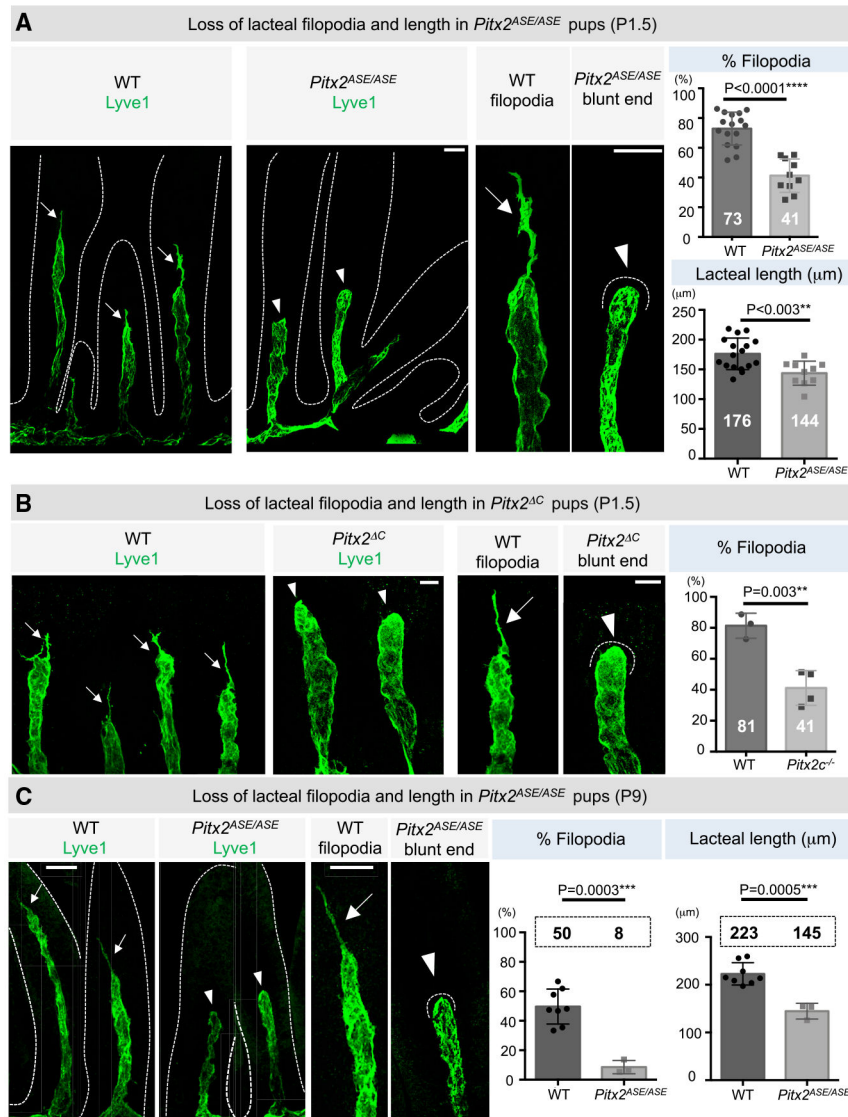 A
Loss of lacteal filopodia and length in Pitx2ASE/ASE pups (P1.5)
WT
Lyve1
Pitx2ASE/ASE
Lyve1
WT
filopodia
Pitx2ASE/ASE
blunt end
% Filopodia
(%)
P<0.0001****
100
80
60
40
20
0
73
41
WT
Pitx2ASE/ASE
Lacteal length (μm)
(μm)
P<0.003**
250
200
150
100
50
0
176
144
WT
Pitx2ASE/ASE
B
Loss of lacteal filopodia and length in Pitx2ΔC pups (P1.5)
WT
Lyve1
Pitx2ΔC
Lyve1
WT
filopodia
Pitx2ΔC
blunt end
% Filopodia
(%)
P=0.003**
100
80
60
40
20
0
81
41
WT
Pitx2c-/-
C
Loss of lacteal filopodia and length in Pitx2ASE/ASE pups (P9)
WT
Lyve1
Pitx2ASE/ASE
Lyve1
WT
filopodia
Pitx2ASE/ASE
blunt end
% Filopodia
P=0.0003***
(%)
50 8
100
80
60
40
20
0
WT
Pitx2ASE/ASE
Lacteal length (μm)
P=0.0005***
(μm)
223 145
300
200
100
0
WT
Pitx2ASE/ASE